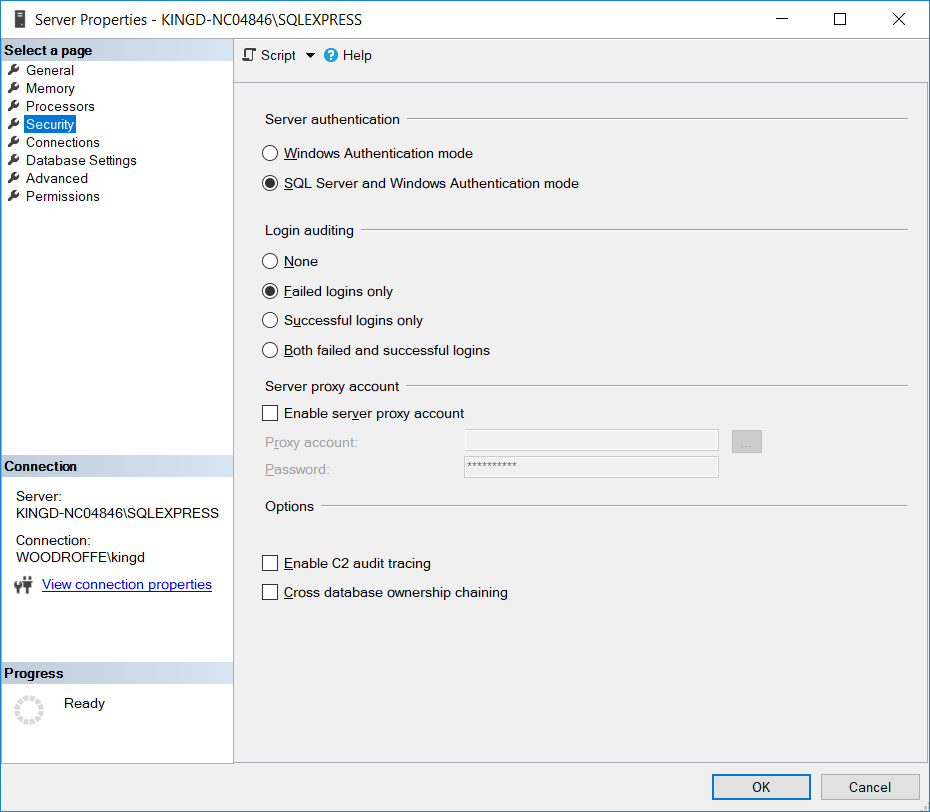 Server Properties - KINGD-NC04846\SQLEXPRESS
Select a page
General
Memory
Processors
Security
Connections
Database Settings
Advanced
Permissions
Connection
Server:
KINGD-NC04846\SQLEXPRESS
Connection:
WOODROFFE\kingd
View connection properties
Progress
Ready
Script
Help
Server authentication
Windows Authentication mode
SQL Server and Windows Authentication mode
Login auditing
None
Failed logins only
Successful logins only
Both failed and successful logins
Server proxy account
Enable server proxy account
Proxy account:
...
Password:
**********
Options
Enable C2 audit tracing
Cross database ownership chaining
OK
Cancel